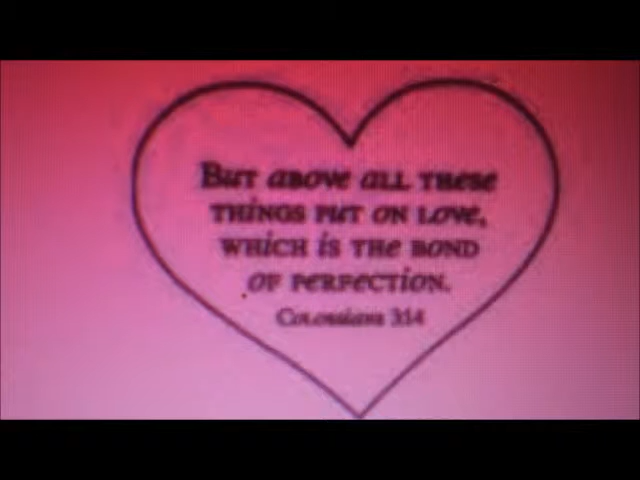 But above all these
things put on love,
which is the bond
of perfection.
Colossians 3:14